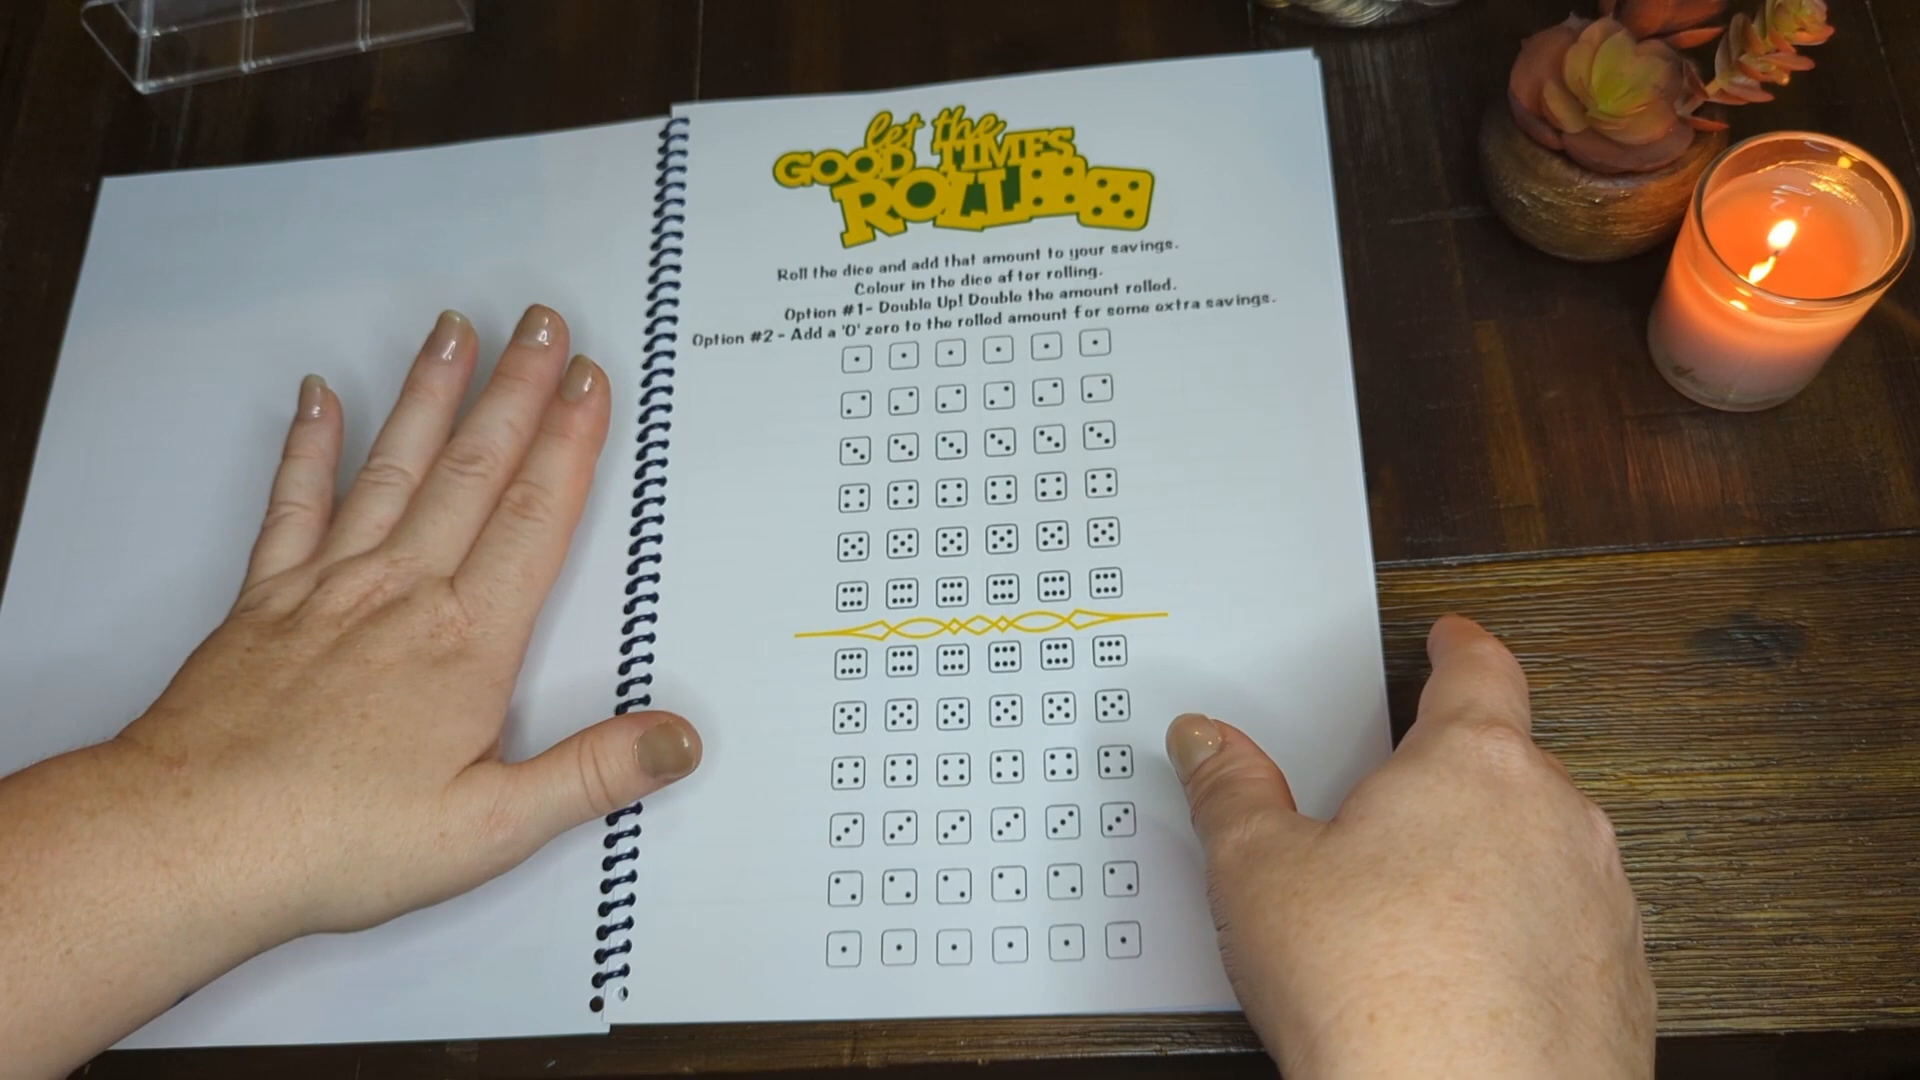 let the
GOOD TIMES
ROLL
Roll the dice and add that amount to your savings.
Colour in the dice after rolling.
Option #1- Double Up! Double the amount rolled.
Option #2 - Add a '0' zero to the rolled amount for some extra savings.